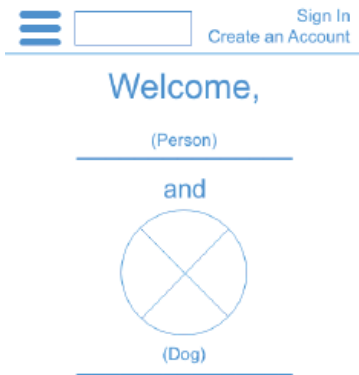 Sign In
Create an Account
Welcome,
(Person)
and
(Dog)